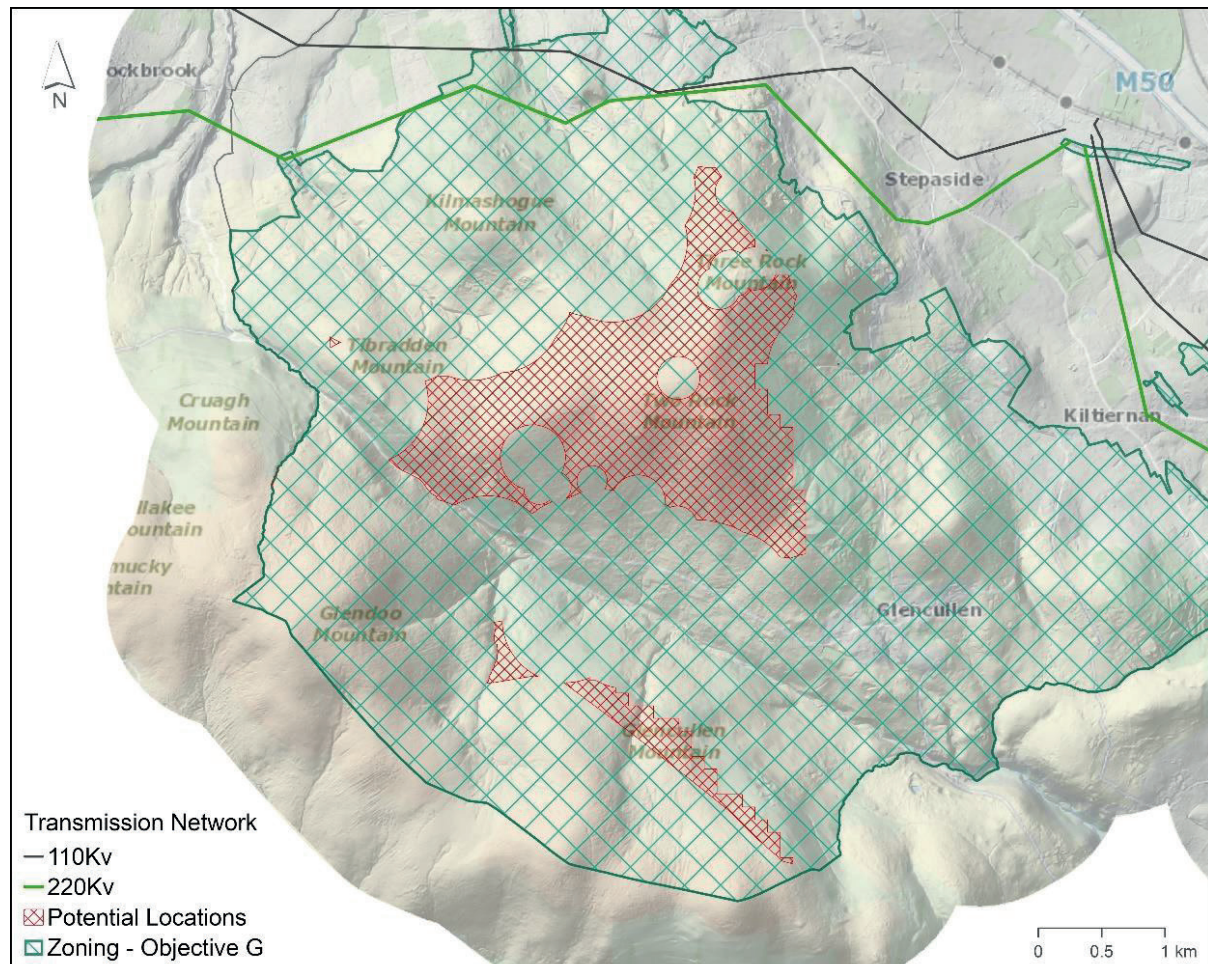 ockbrook
M50
N
Stepaside
Kilmashogue
Mountain
Three Rock
Mountain
Tibradden
Mountain
Cruagh
Mountain
Two Rock
Mountain
Kiltiernan
llakee
ountain
mucky
ntain
Glendoo
Mountain
Glencullen
Glencullen
Mountain
Transmission Network
110Kv
220Kv
Potential Locations
Zoning - Objective G
0 0.5 1 km